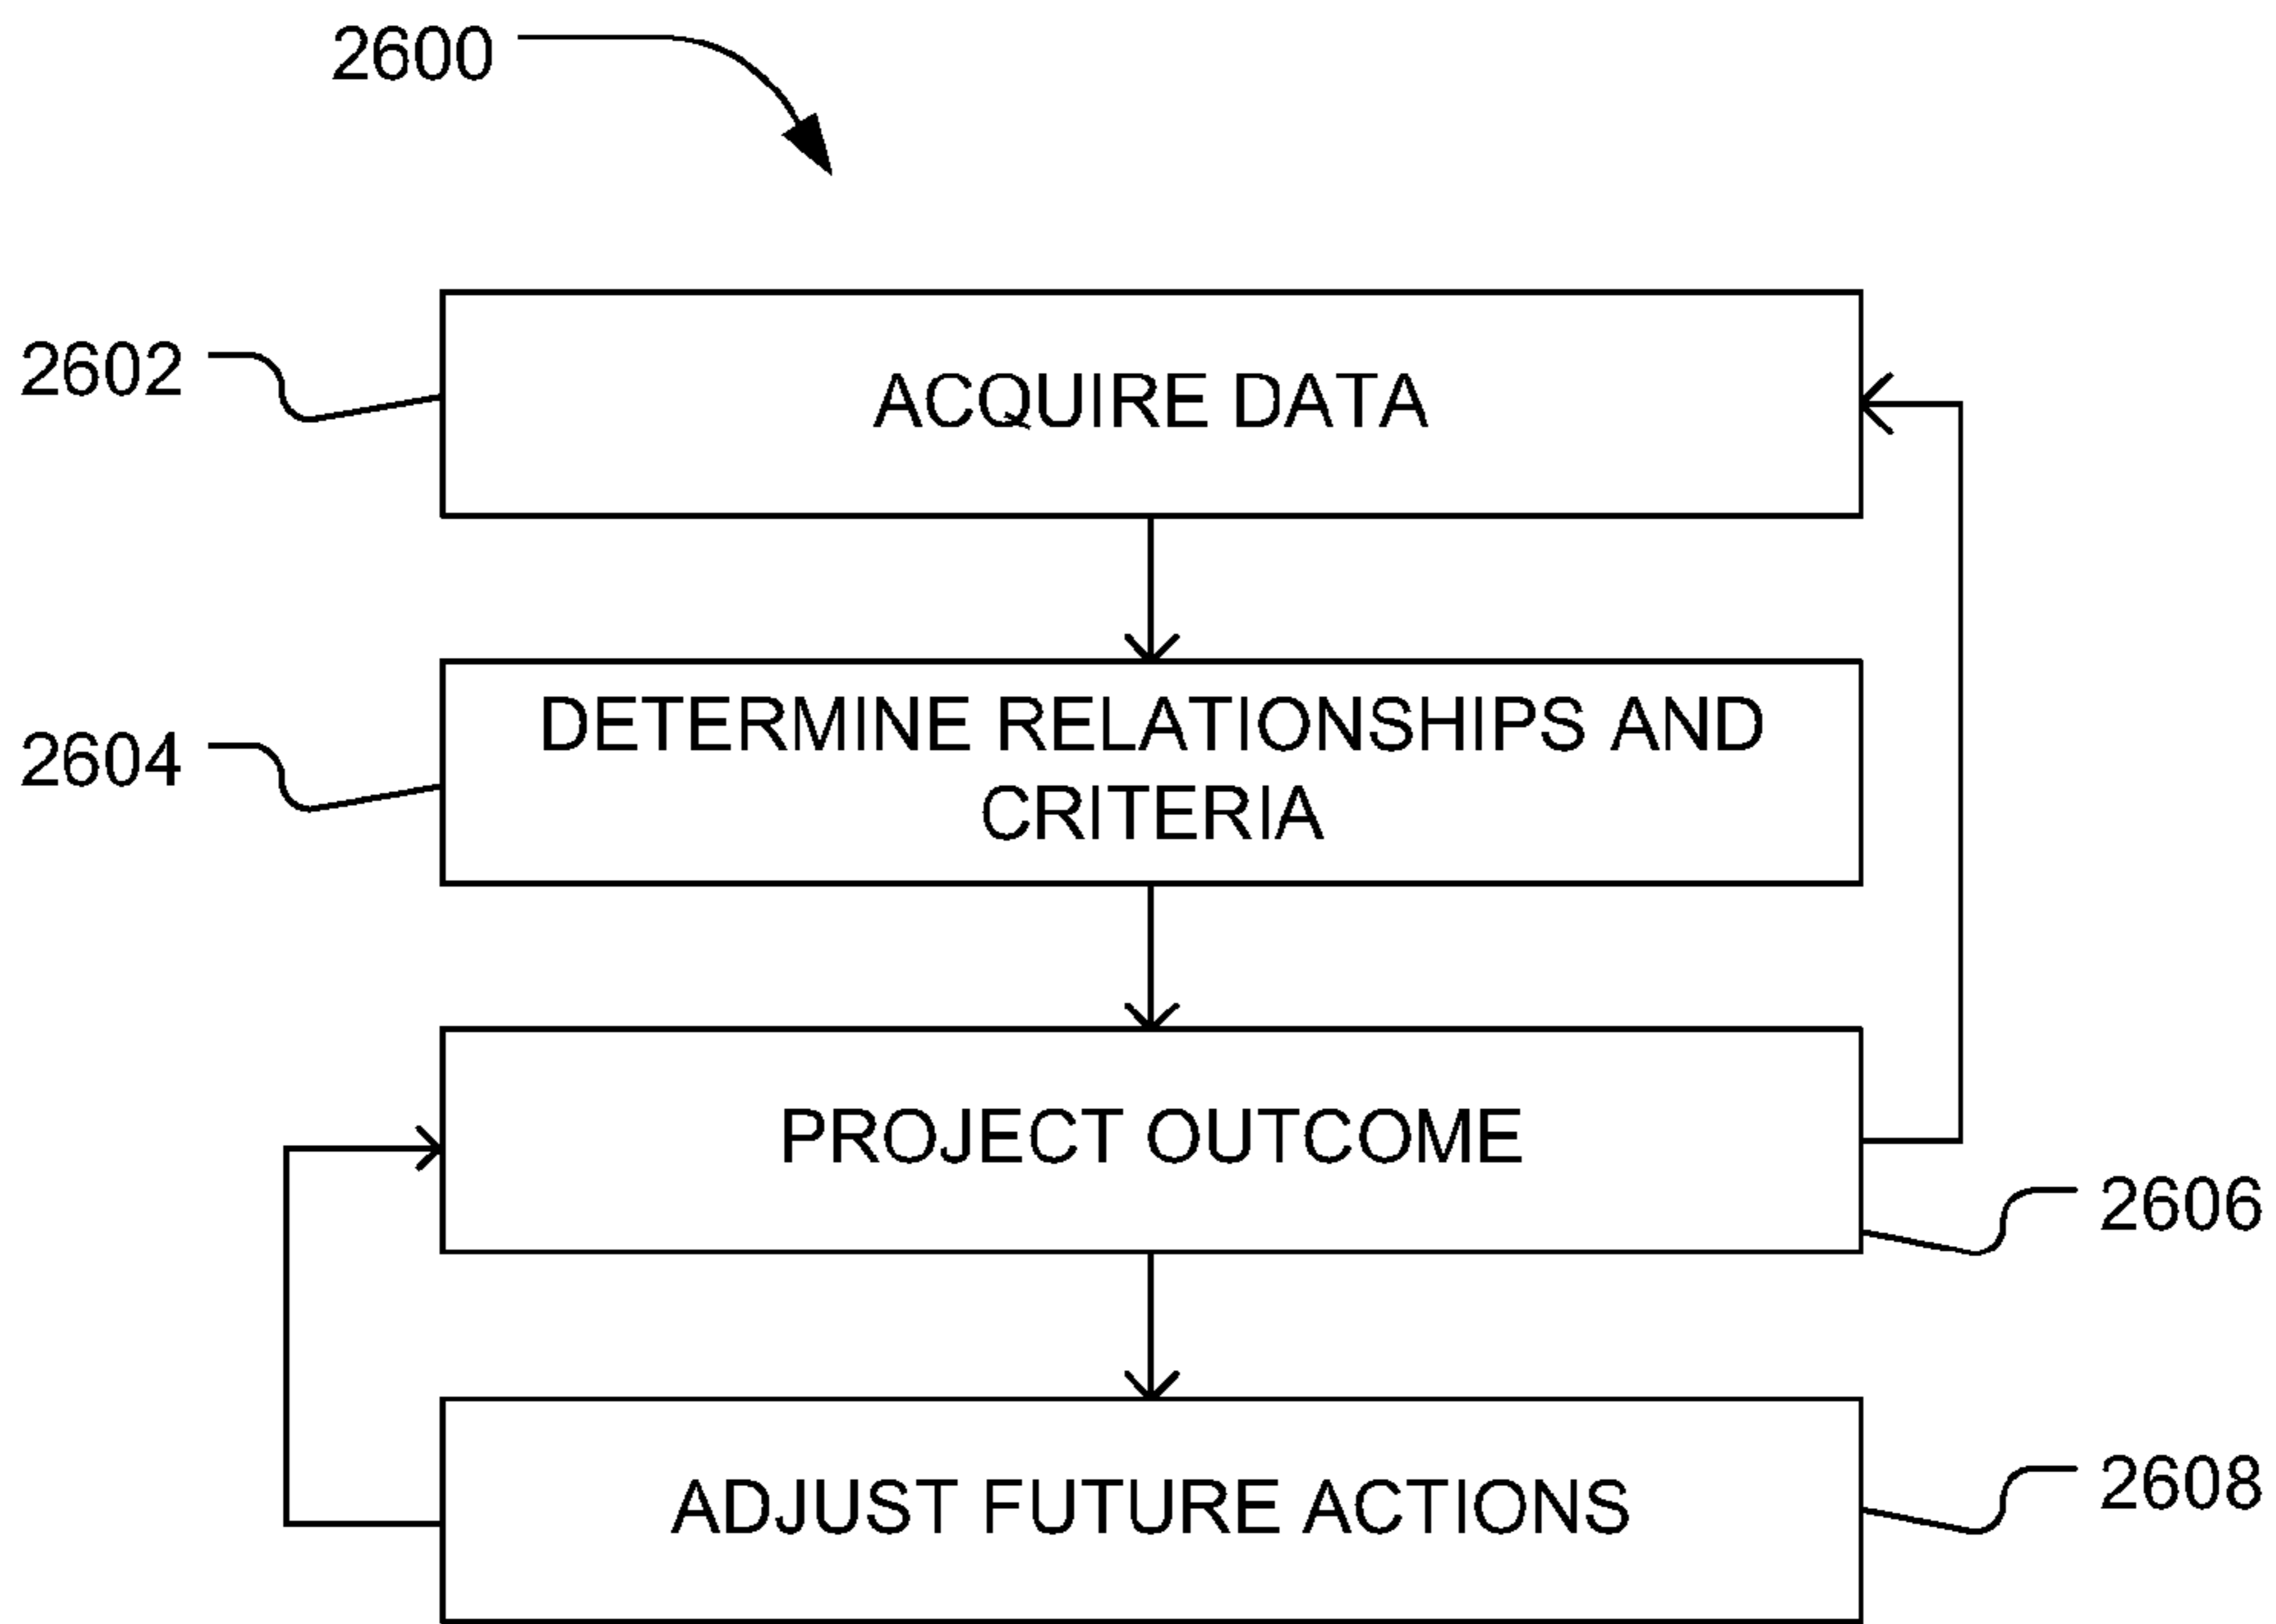 2600
2602
ACQUIRE DATA
2604
DETERMINE RELATIONSHIPS AND
CRITERIA
PROJECT OUTCOME
2606
ADJUST FUTURE ACTIONS
2608